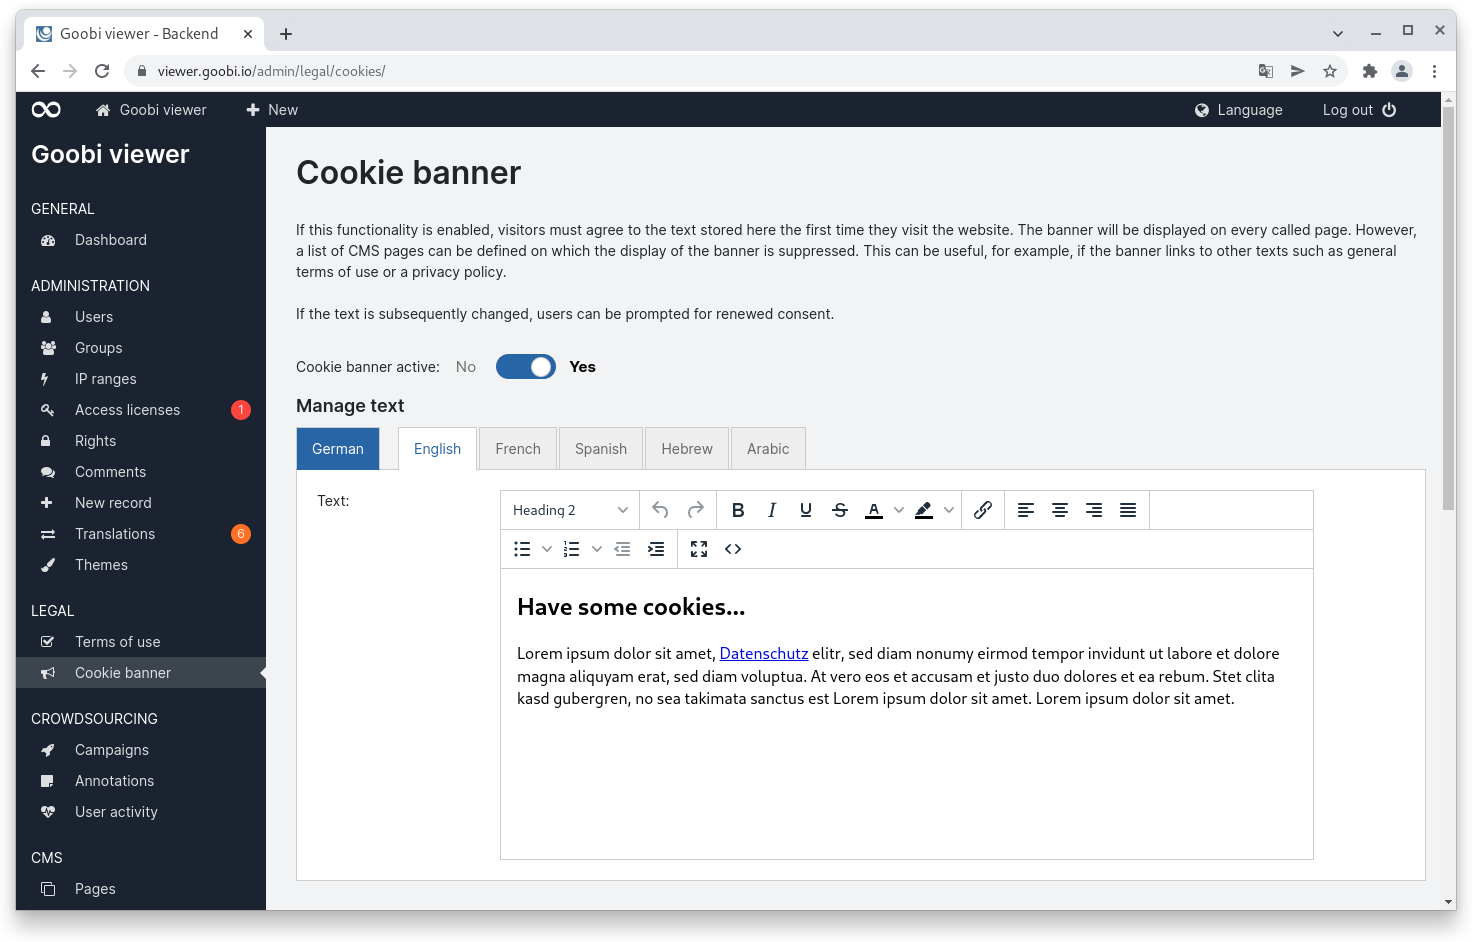 Goobi viewer - Backend
viewer.goobi.io/admin/legal/cookies/
Goobi viewer
New
Language
Log out
Goobi viewer
GENERAL
Dashboard
ADMINISTRATION
Users
Groups
IP ranges
Access licenses 1
Rights
Comments
New record
Translations 6
Themes
LEGAL
Terms of use
Cookie banner
CROWDSOURCING
Campaigns
Annotations
User activity
CMS
Pages
Cookie banner
If this functionality is enabled, visitors must agree to the text stored here the first time they visit the website. The banner will be displayed on every called page. However,
a list of CMS pages can be defined on which the display of the banner is suppressed. This can be useful, for example, if the banner links to other texts such as general
terms of use or a privacy policy.
If the text is subsequently changed, users can be prompted for renewed consent.
Cookie banner active: No Yes
Manage text
German English French Spanish Hebrew Arabic
Text:
Heading 2
Have some cookies...
Lorem ipsum dolor sit amet, Datenschutz elitr, sed diam nonumy eirmod tempor invidunt ut labore et dolore
magna aliquyam erat, sed diam voluptua. At vero eos et accusam et justo duo dolores et ea rebum. Stet clita
kasd gubergren, no sea takimata sanctus est Lorem ipsum dolor sit amet. Lorem ipsum dolor sit amet.